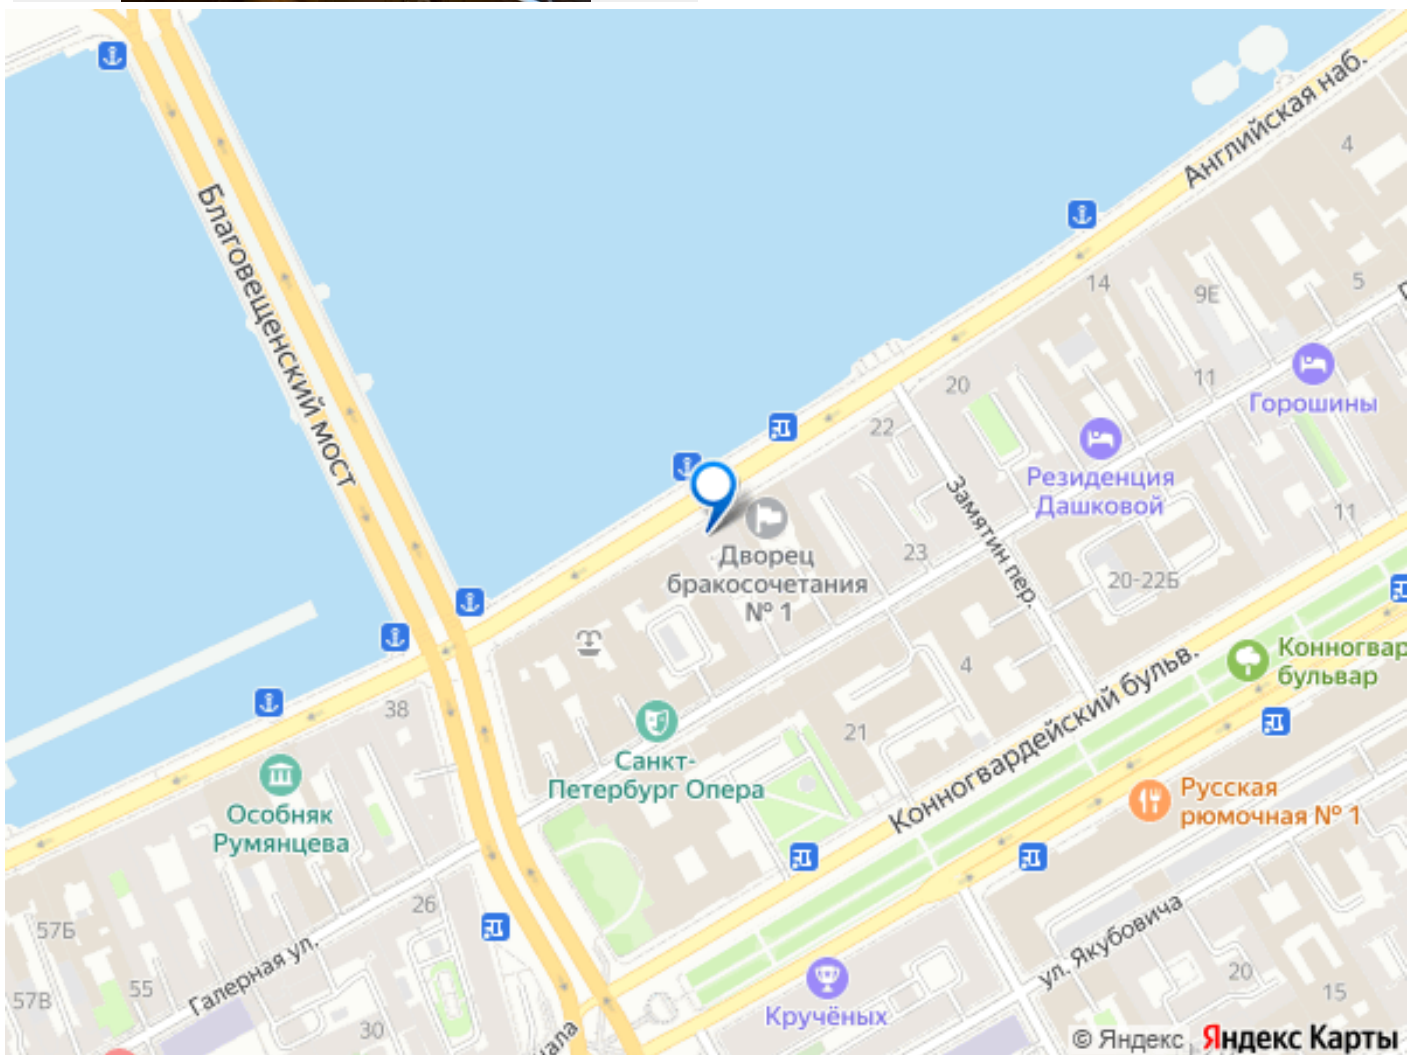 Английская наб.
4
Благовещенский мост
14
9Е
5
20
11
Горошины
22
Резиденция
Дашковой
Замятин пер.
11
23
Дворец
бракосочетания
№ 1
20-22Б
Конногвар
бульвар
4
Конногвардейский бульв.
38
21
Санкт-
Петербург Опера
Особняк
Румянцева
Русская
рюмочная № 1
26
57Б
Галерная ул.
ул. Якубовича
55
57В
20
15
Кручёных
30
© Яндекс Яндекс Карты